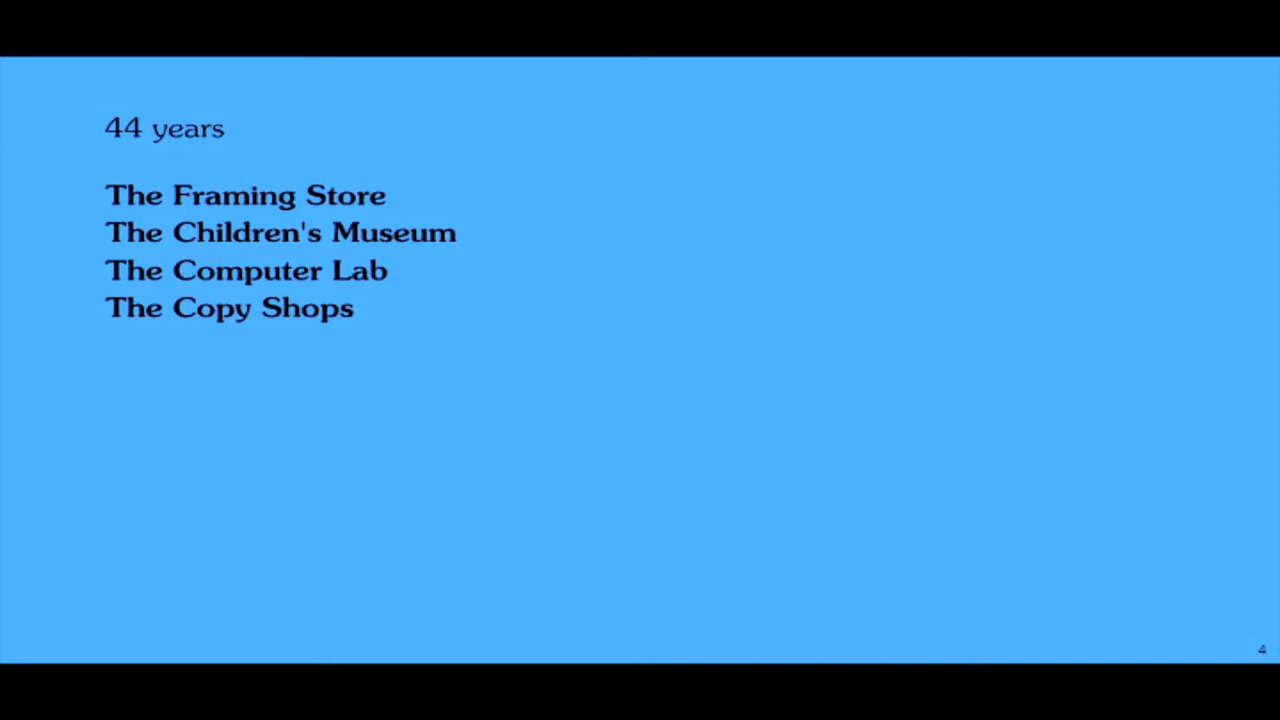 44 years
The Framing Store
The Children's Museum
The Computer Lab
The Copy Shops
4